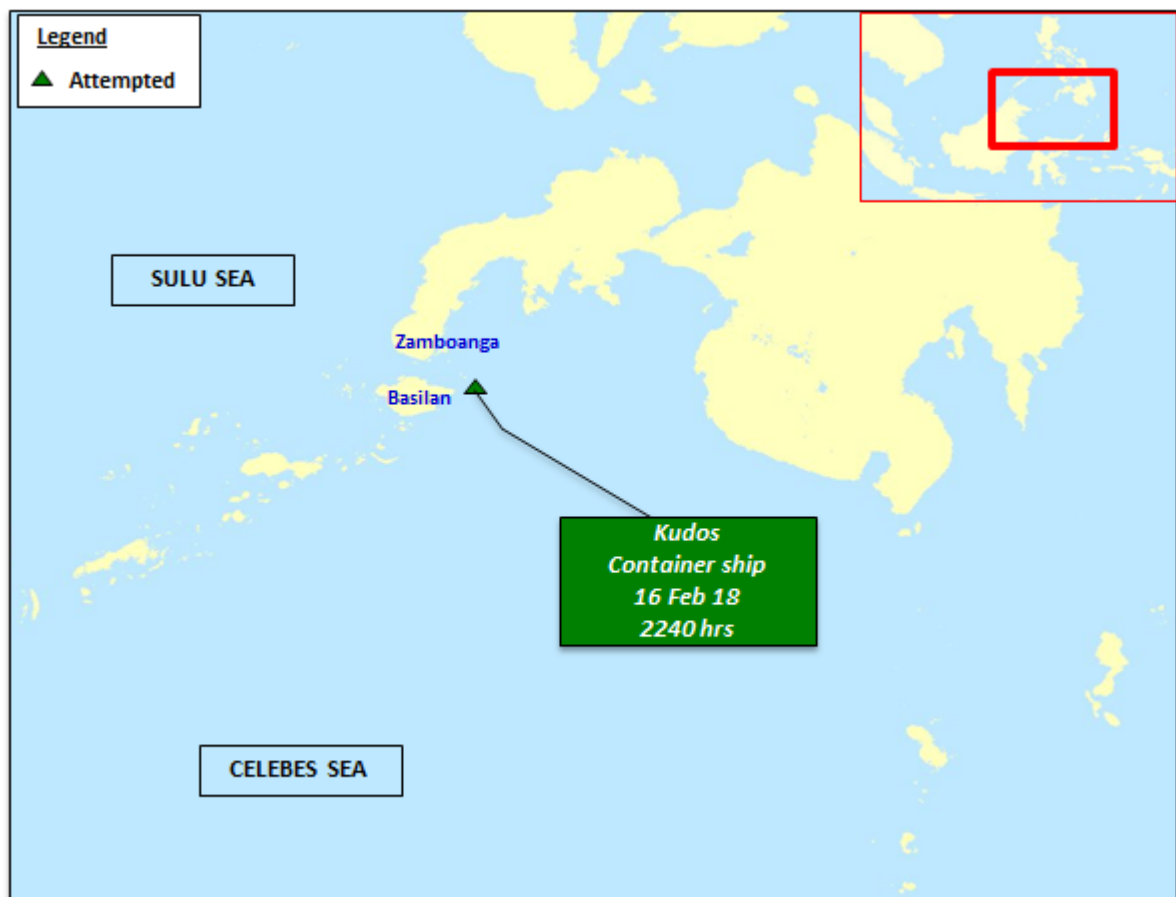 Legend
Attempted
SULU SEA
Zamboanga
Basilan
Kudos
Container ship
16 Feb 18
2240 hrs
CELEBES SEA